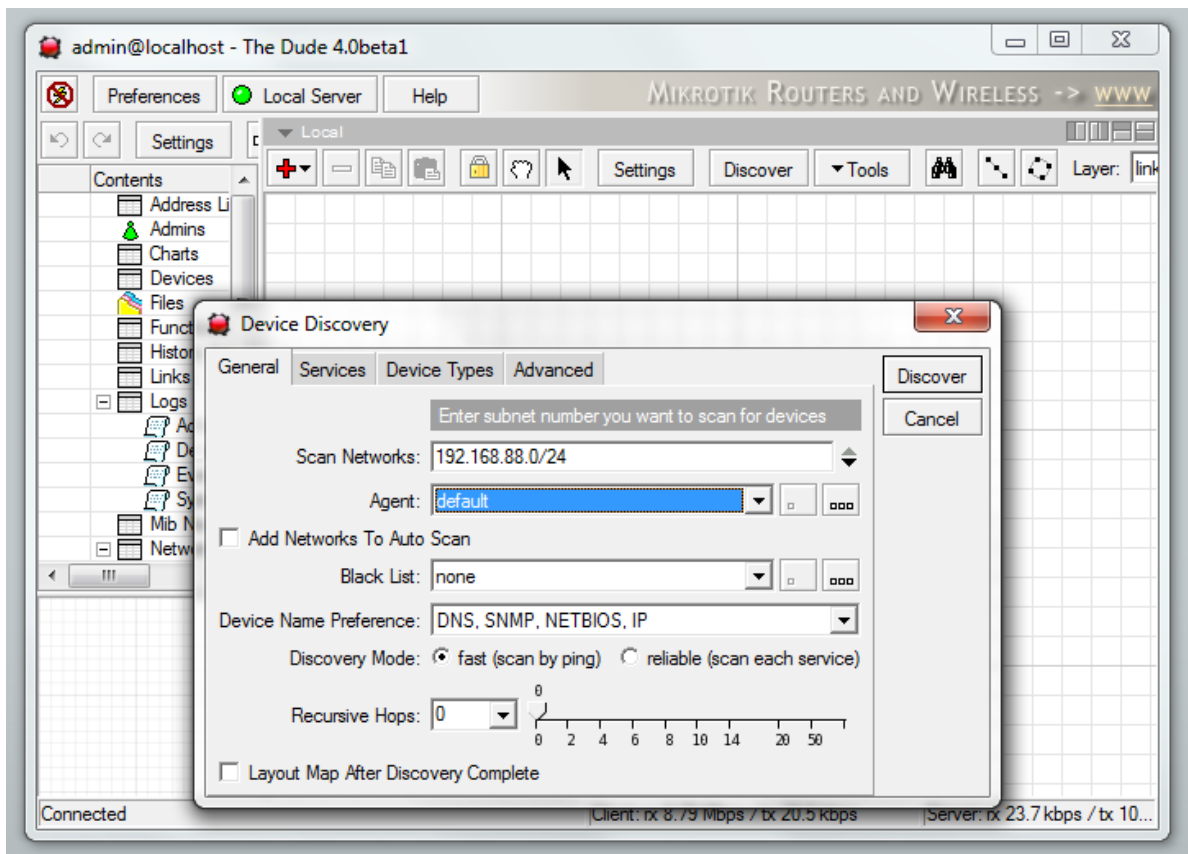 admin@localhost - The Dude 4.0beta1
Preferences Local Server Help MIKROTIK ROUTERS AND WIRELESS -> WWW
Settings Local
Settings Discover Tools Layer: link
Contents
Address Li
Admins
Charts
Devices
Files
Funct
Histor
Links
Logs
Ac
De
Ev
Sy
Mib N
Netw
Device Discovery
General Services Device Types Advanced
Discover
Cancel
Enter subnet number you want to scan for devices
Scan Networks: 192.168.88.0/24
Agent: default
Add Networks To Auto Scan
Black List: none
Device Name Preference: DNS, SNMP, NETBIOS, IP
Discovery Mode: fast (scan by ping) reliable (scan each service)
0
Recursive Hops: 0
0 2 4 6 8 10 14 20 50
Layout Map After Discovery Complete
Connected Client: rx 8.79 Mbps / tx 20.5 kbps Server: rx 23.7 kbps / tx 10...